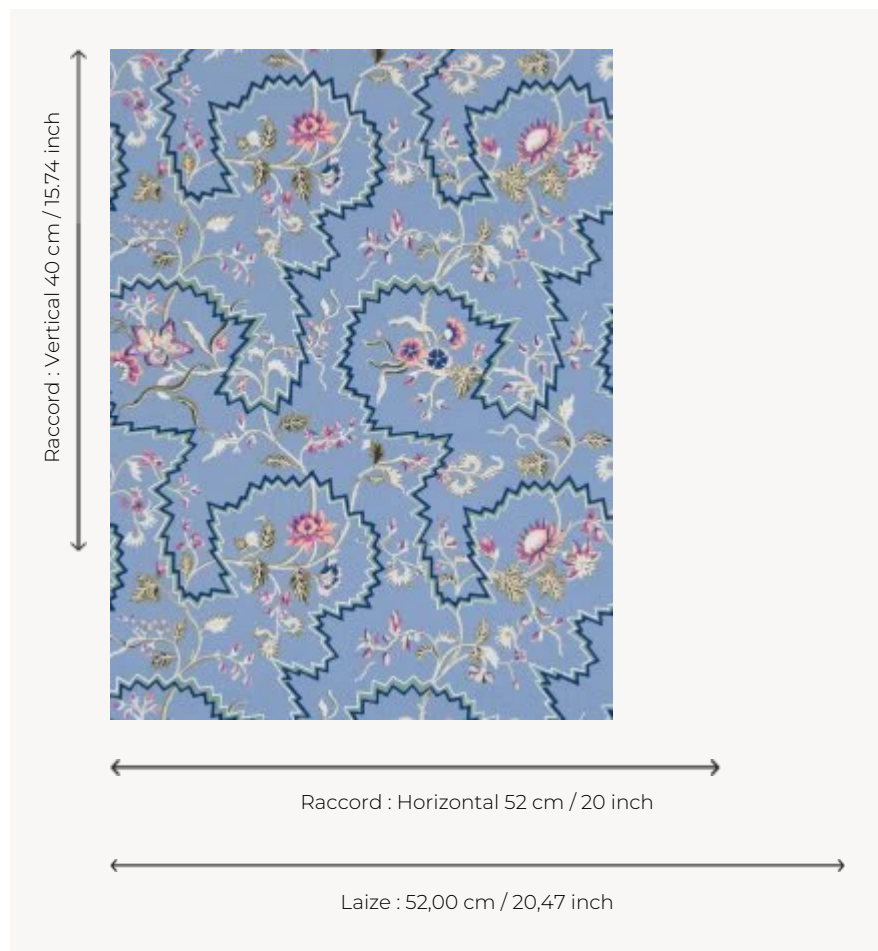 Raccord : Vertical 40 cm / 15.74 inch
Raccord : Horizontal 52 cm / 20 inch
Laize : 52,00 cm / 20,47 inch